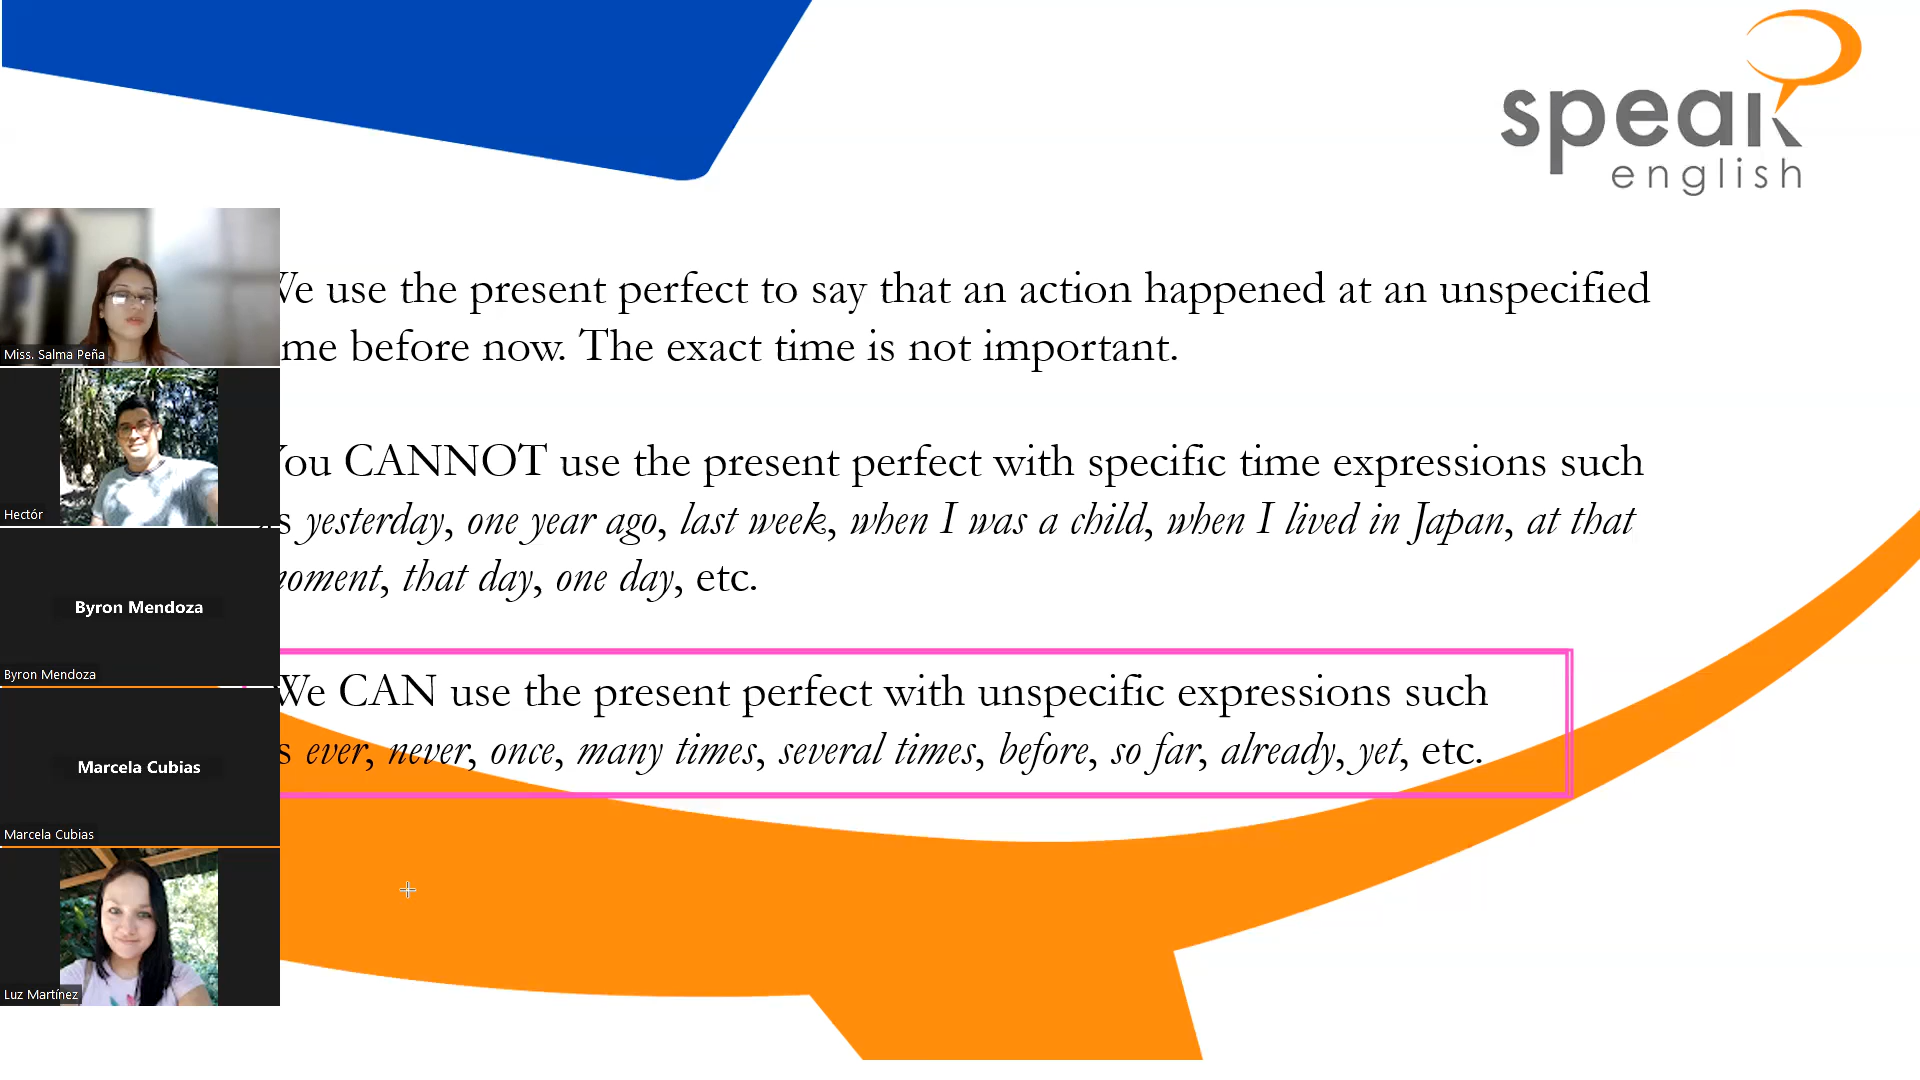 speak
english
We use the present perfect to say that an action happened at an unspecified
me before now. The exact time is not important.
You CANNOT use the present perfect with specific time expressions such
s yesterday, one year ago, last week, when I was a child, when I lived in Japan, at that
moment, that day, one day, etc.
We CAN use the present perfect with unspecific expressions such
s ever, never, once, many times, several times, before, so far, already, yet, etc.
Miss. Salma Peña
Hectór
Byron Mendoza
Byron Mendoza
Marcela Cubias
Marcela Cubias
Luz Martínez